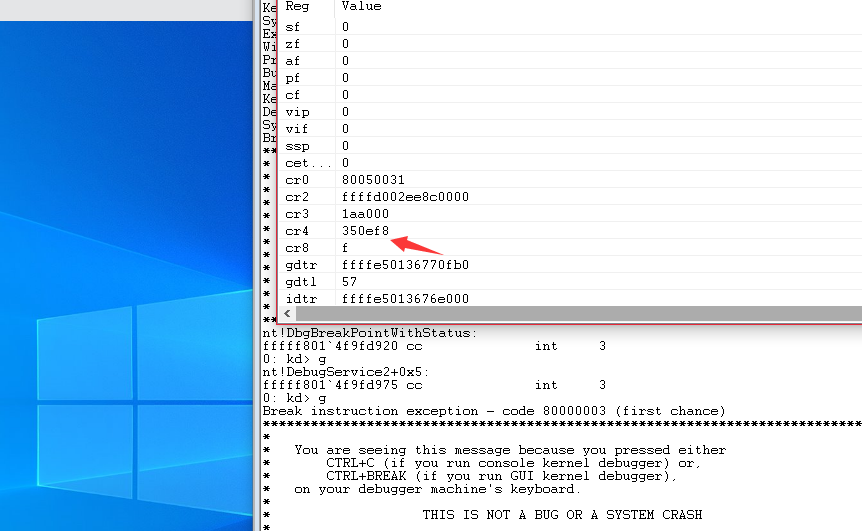 Ke
Sy
Ex
Wi
Pr
Bu
Ma
Ke
De
Sy
Br
**
*
*
*
*
*
*
*
*
*
**
Reg Value
sf 0
zf 0
af 0
pf 0
cf 0
vip 0
vif 0
ssp 0
cet... 0
cr0 80050031
cr2 ffffd002ee8c0000
cr3 1aa000
cr4 350ef8
cr8 f
gdtr ffffe50136770fb0
gdtl 57
idtr ffffe5013676e000
nt!DbgBreakPointWithStatus:
fffff801`4f9fd920 cc int 3
0: kd> g
nt!DebugService2+0x5:
fffff801`4f9fd975 cc int 3
0: kd> g
Break instruction exception - code 80000003 (first chance)
*******************************************************************************
*
* You are seeing this message because you pressed either
* CTRL+C (if you run console kernel debugger) or,
* CTRL+BREAK (if you run GUI kernel debugger),
* on your debugger machine's keyboard.
*
* THIS IS NOT A BUG OR A SYSTEM CRASH
*